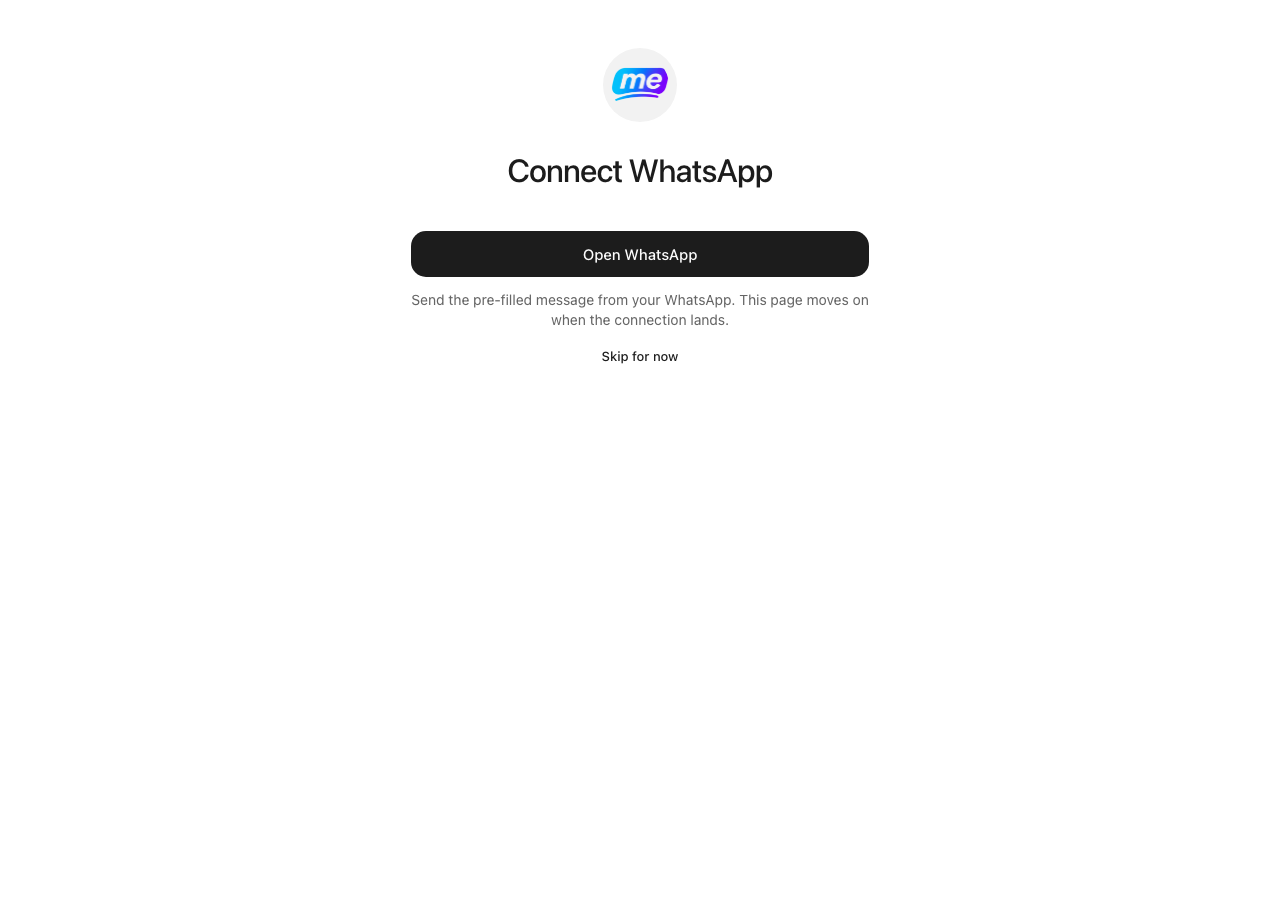 me
Connect WhatsApp
Open WhatsApp
Send the pre-filled message from your WhatsApp. This page moves on
when the connection lands.
Skip for now